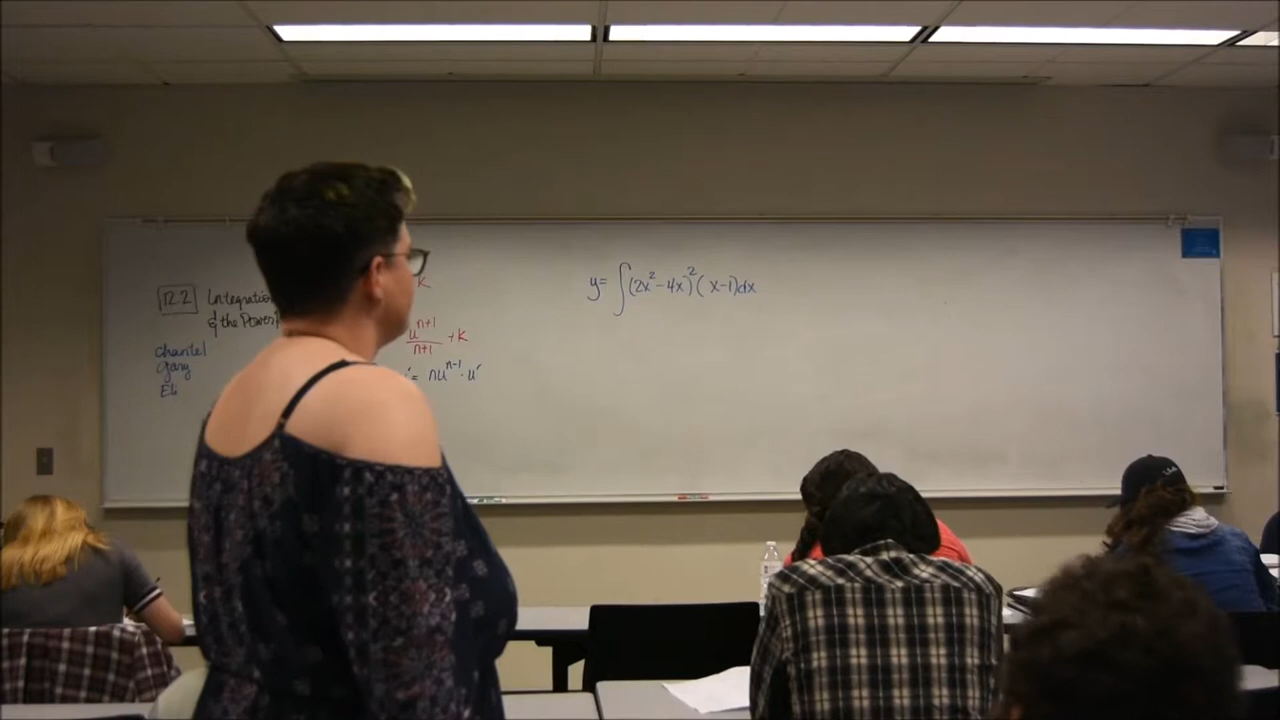 12.2 Integration
& the Power
Chantel
Gary
Eli
K
u^{n+1}/n+1 + K
' = nu^{n-1} · u'
y = ∫(2x² - 4x)²(x-1)dx